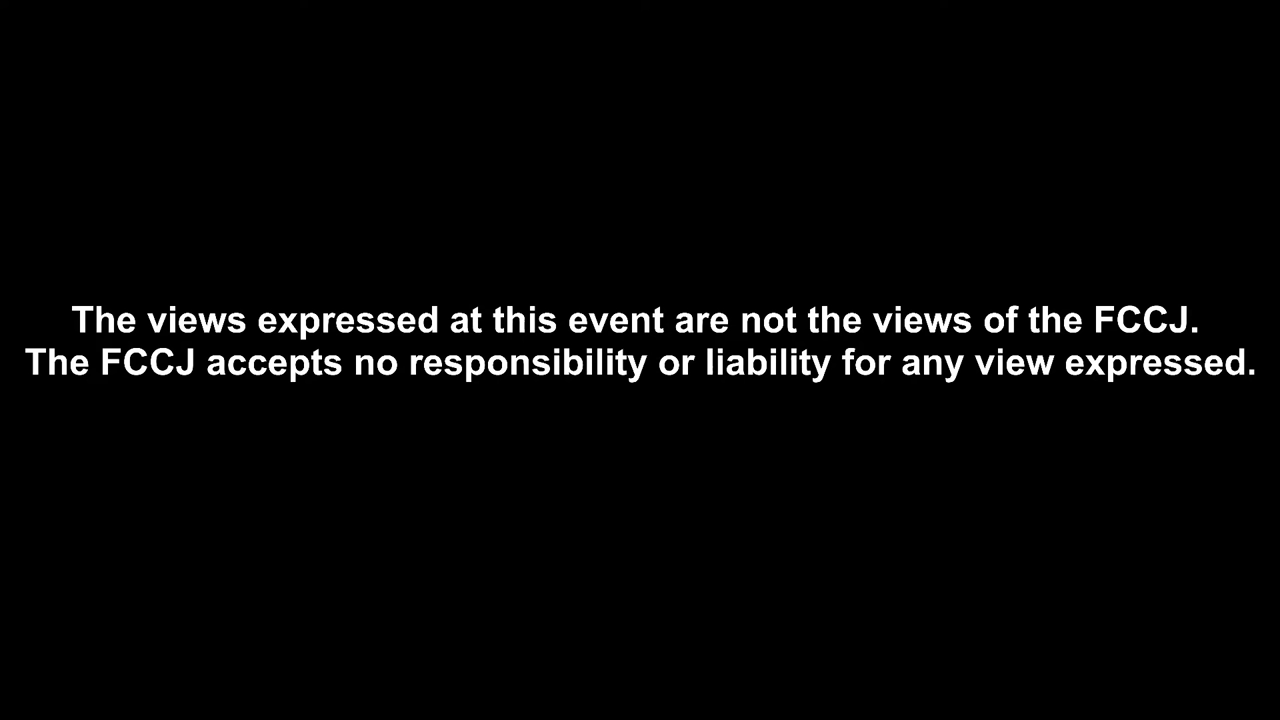 The views expressed at this event are not the views of the FCCJ.
The FCCJ accepts no responsibility or liability for any view expressed.